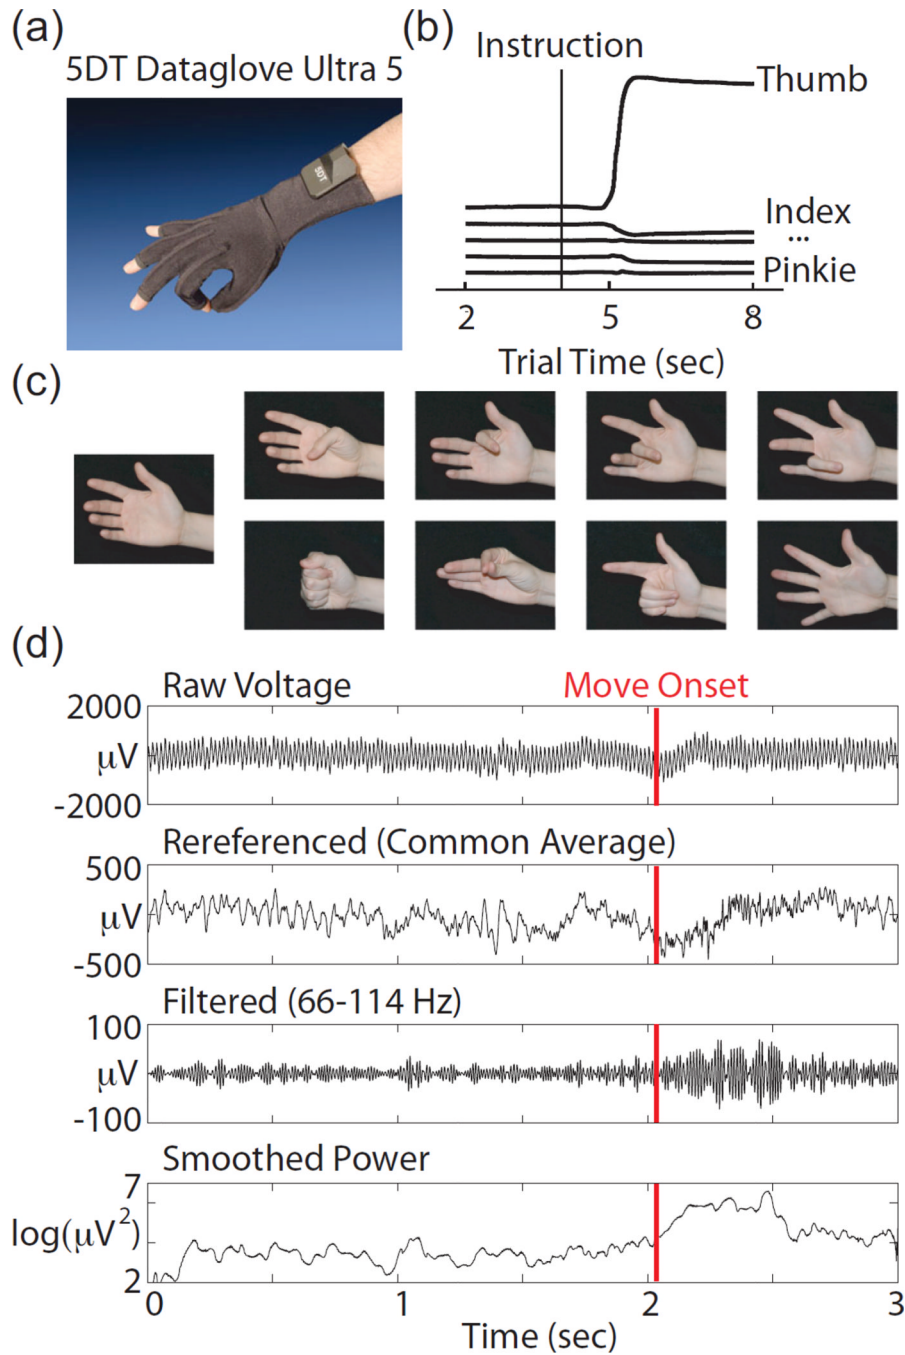 (a)
5DT Dataglove Ultra 5
5DT
(b)
Instruction
Thumb
Index
...
Pinkie
2 5 8
Trial Time (sec)
(c)
(d)
Raw Voltage
Move Onset
2000
μV
-2000
Rereferenced (Common Average)
500
μV
-500
Filtered (66-114 Hz)
100
μV
-100
Smoothed Power
7
log(μV²)
2
0 1 2 3
Time (sec)